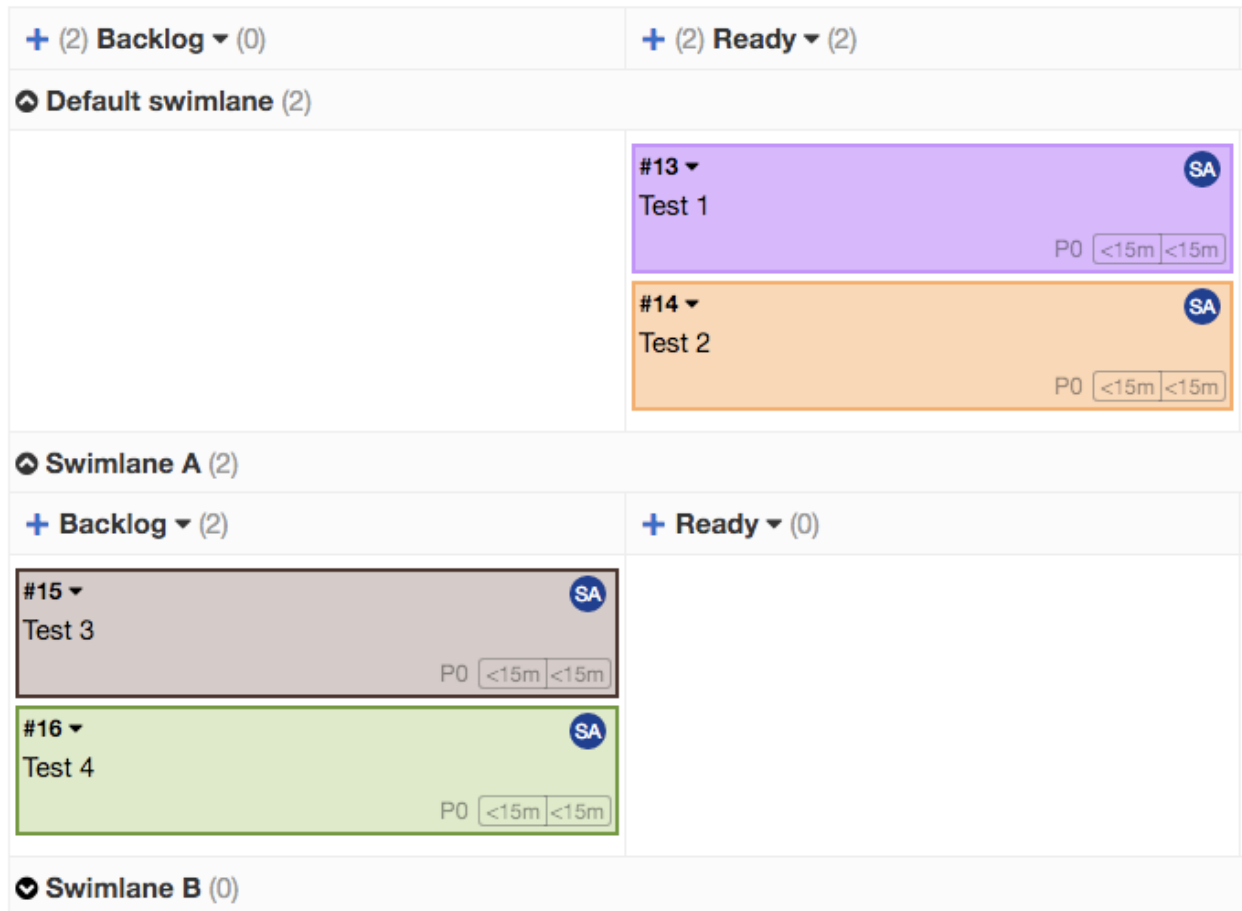 + (2) Backlog (0)
+ (2) Ready (2)
Default swimlane (2)
#13 SA
Test 1
P0 <15m <15m
#14 SA
Test 2
P0 <15m <15m
Swimlane A (2)
+ Backlog (2)
+ Ready (0)
#15 SA
Test 3
P0 <15m <15m
#16 SA
Test 4
P0 <15m <15m
Swimlane B (0)